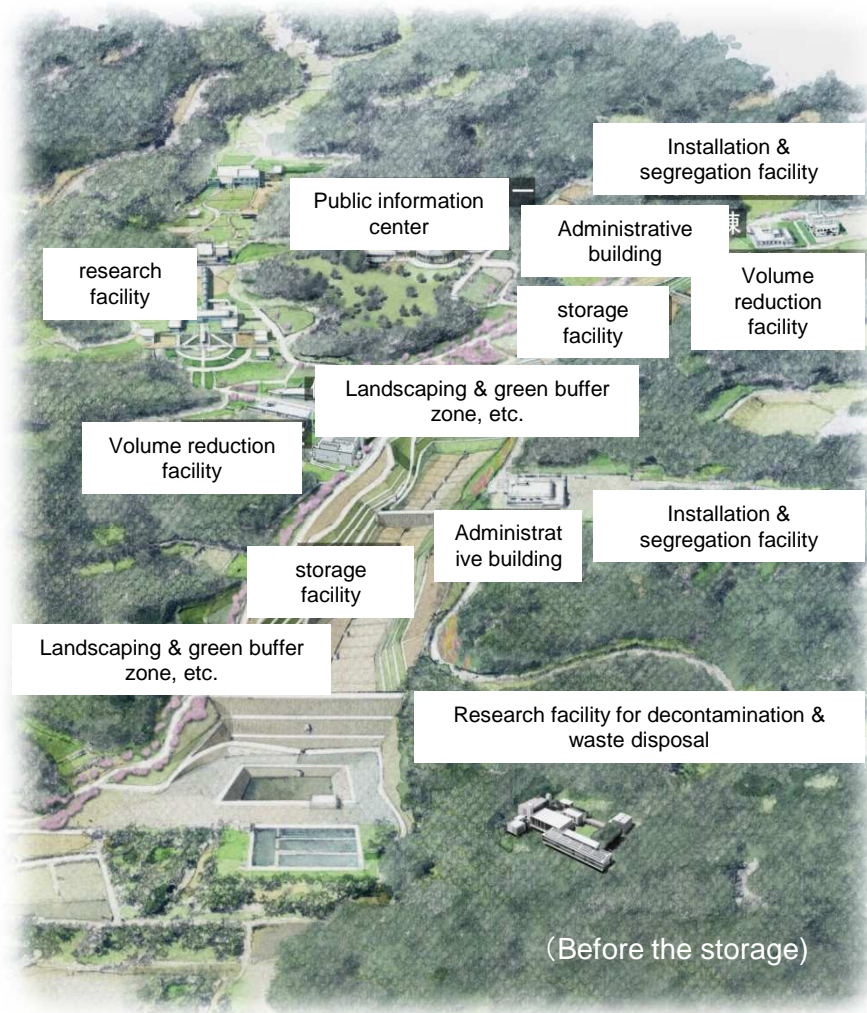 Installation &
segregation facility
Public information
center
Administrative
building
棟
ー
research
facility
Volume
reduction
facility
storage
facility
Landscaping & green buffer
zone, etc.
Volume reduction
facility
Installation &
segregation facility
Administrat
ive building
storage
facility
Landscaping & green buffer
zone, etc.
Research facility for decontamination &
waste disposal
（Before the storage)